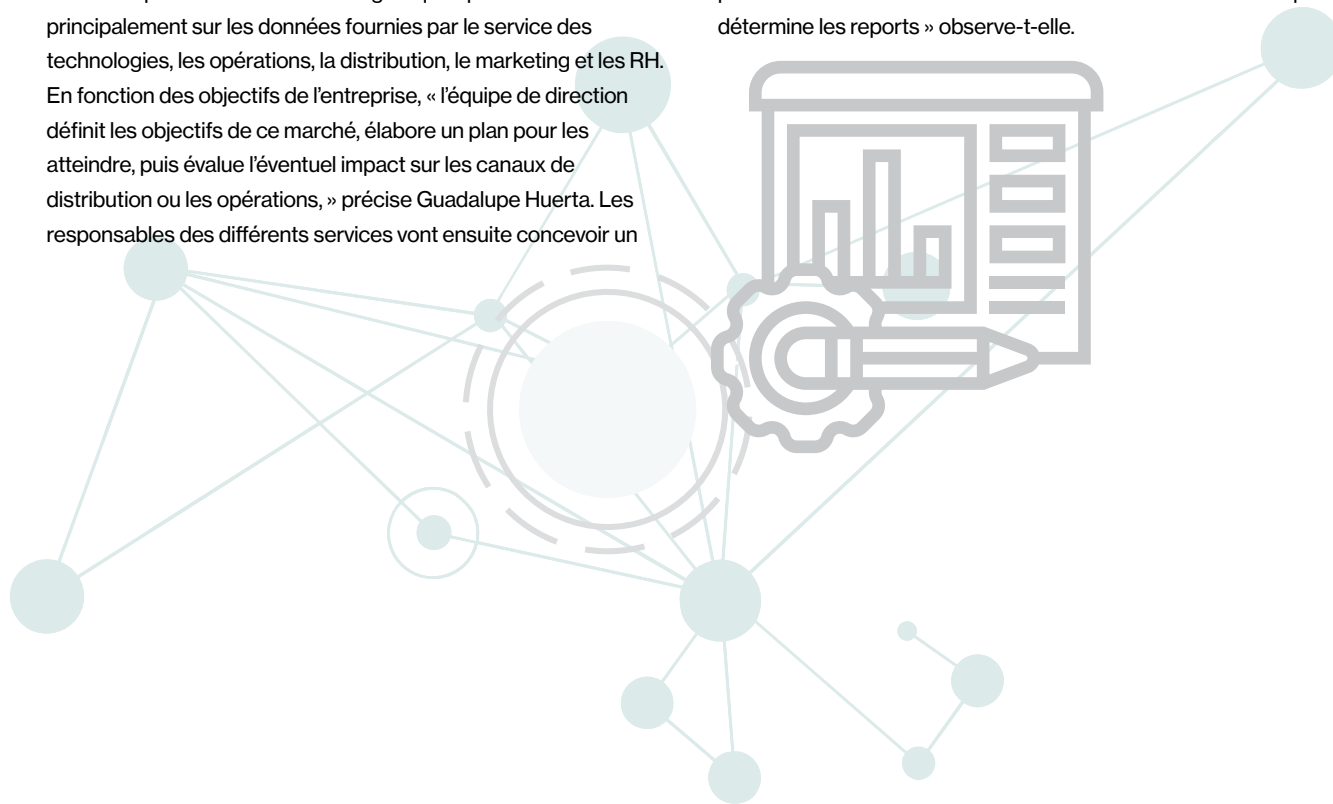 principalement sur les données fournies par le service des
technologies, les opérations, la distribution, le marketing et les RH.
En fonction des objectifs de l’entreprise, « l’équipe de direction
définit les objectifs de ce marché, élabore un plan pour les
atteindre, puis évalue l’éventuel impact sur les canaux de
distribution ou les opérations, » précise Guadalupe Huerta. Les
responsables des différents services vont ensuite concevoir un
détermine les reports » observe-t-elle.